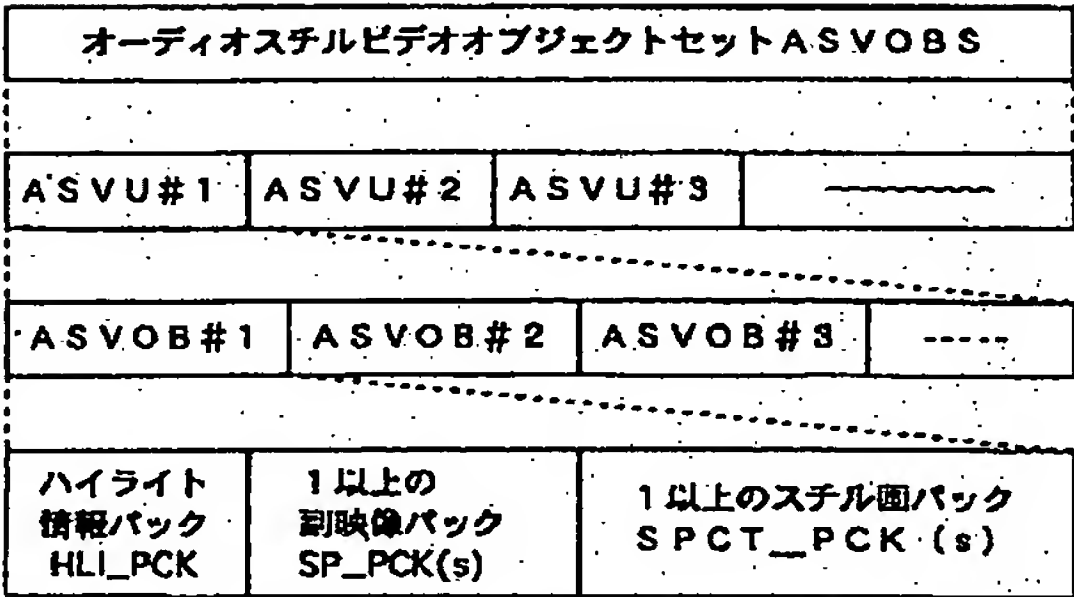 オーディオスチルビデオオブジェクトセットASVOBS
ASVU#1 ASVU#2 ASVU#3
ASVOB#1 ASVOB#2 ASVOB#3
ハイライト
情報パック
HLI_PCK
1以上の
副映像パック
SP_PCK(s)
1以上のスチル画パック
SPCT_PCK (s)